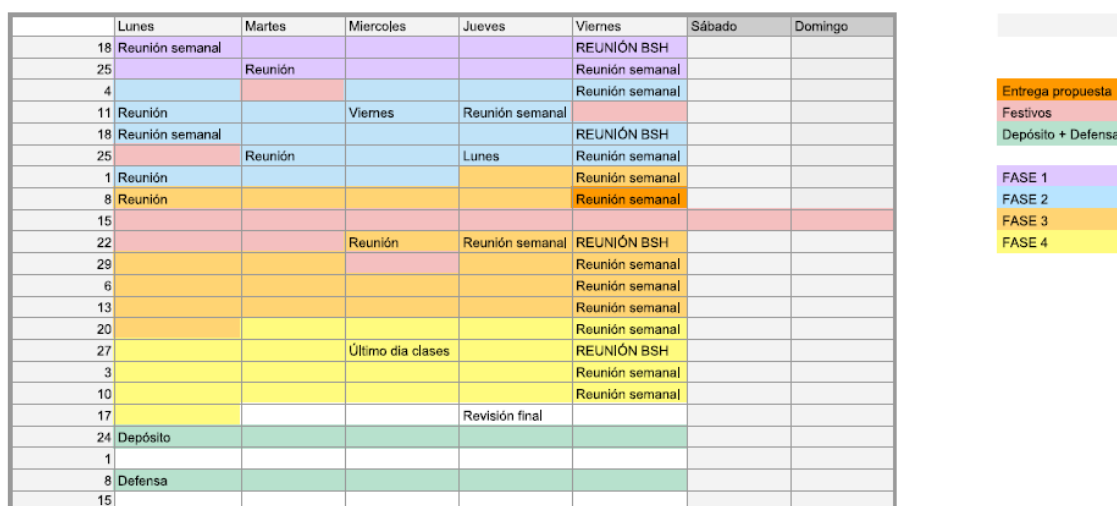 Lunes Martes Miercoles Jueves Viernes Sábado Domingo
18 Reunión semanal REUNIÓN BSH
25 Reunión Reunión semanal
4 Reunión semanal Entrega propuesta
11 Reunión Viernes Reunión semanal Festivos
18 Reunión semanal REUNIÓN BSH Depósito + Defensa
25 Reunión Lunes Reunión semanal
1 Reunión Reunión semanal FASE 1
8 Reunión Reunión semanal FASE 2
15 FASE 3
22 Reunión Reunión semanal REUNIÓN BSH FASE 4
29 Reunión semanal
6 Reunión semanal
13 Reunión semanal
20 Reunión semanal
27 Último dia clases REUNIÓN BSH
3 Reunión semanal
10 Reunión semanal
17 Revisión final
24 Depósito
1
8 Defensa
15